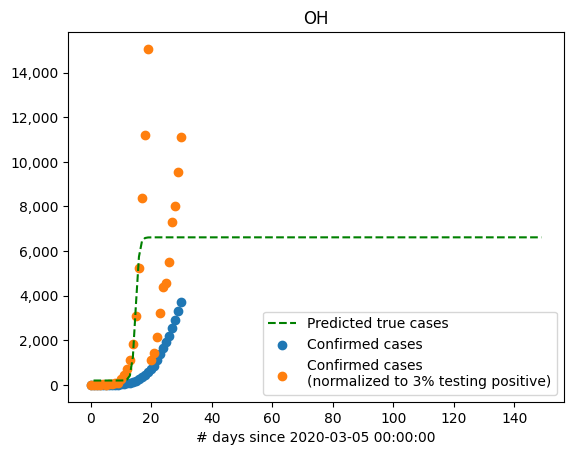 OH
14,000
12,000
10,000
8,000
6,000
4,000
2,000
0
0 20 40 60 80 100 120 140
# days since 2020-03-05 00:00:00
Predicted true cases
Confirmed cases
Confirmed cases
(normalized to 3% testing positive)